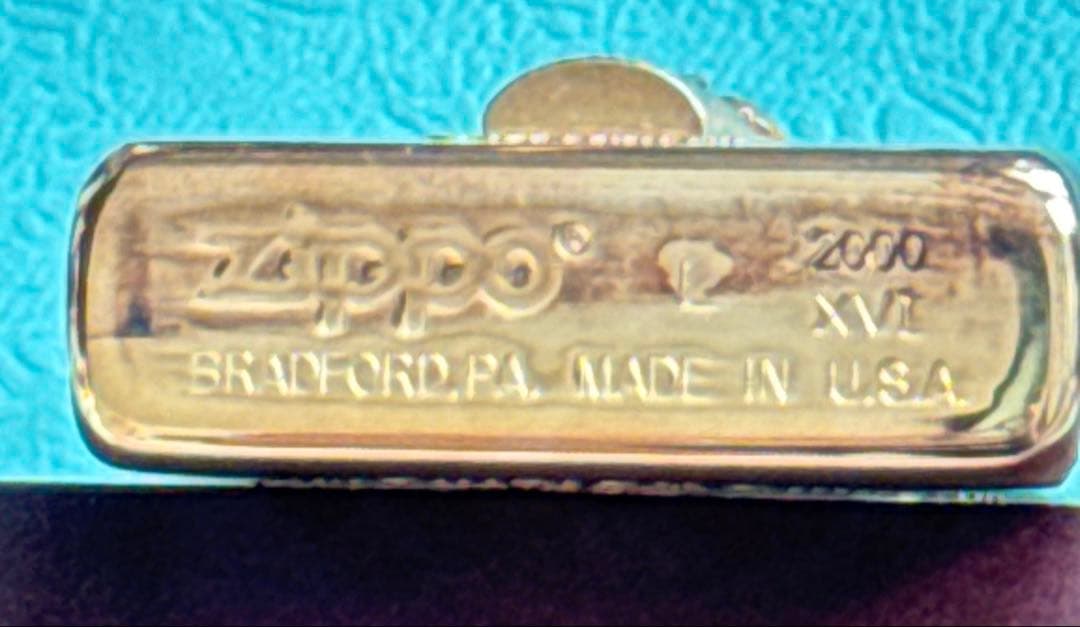 Zippo® 2000
XVI
BRADFORD, PA. MADE IN U.S.A.